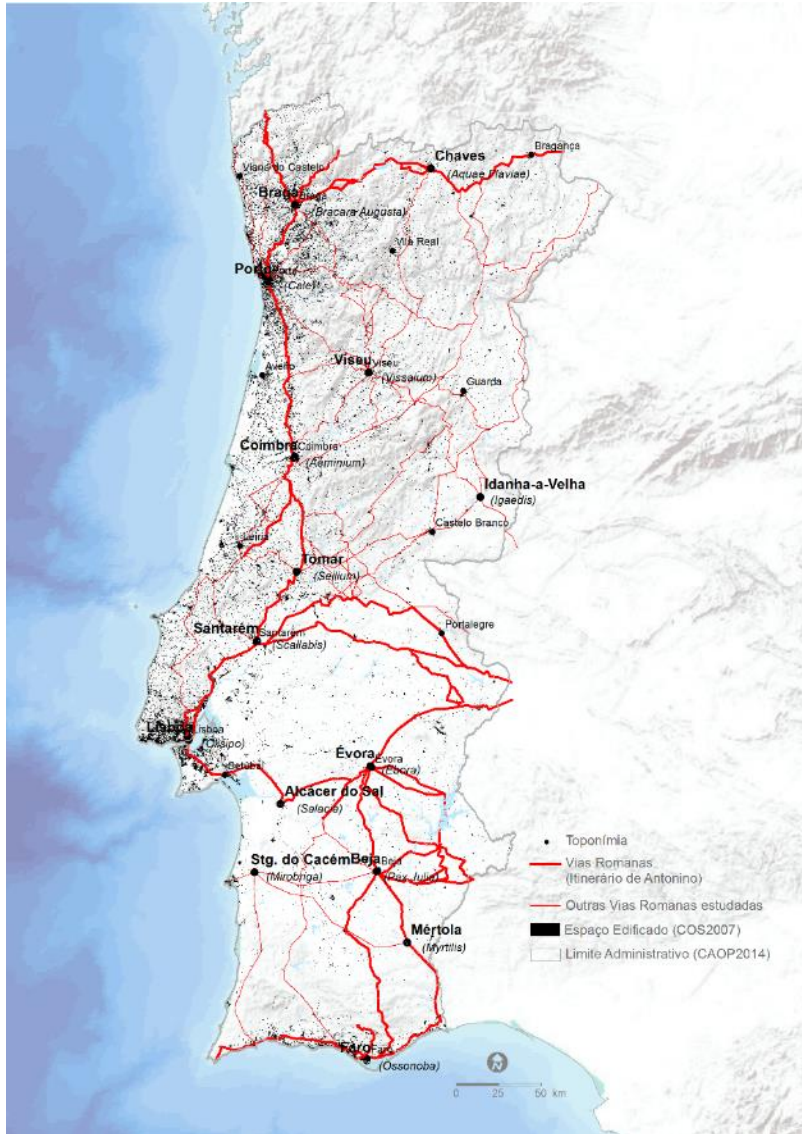 Bragança
Chaves
(Aquae Flaviae)
Viana do Castelo
Braga
Braga
(Bracara Augusta)
Vila Real
Porto
Porto
(Cale)
Viseu
Viseu
(Vissaium)
Aveiro
Guarda
Coimbra
Coimbra
(Aeminium)
Idanha-a-Velha
(Igaedis)
Castelo Branco
Leiria
Tomar
(Sellium)
Santarém
Santarém
(Scallabis)
Portalegre
Lisboa
Lisboa
(Olisipo)
Évora
Évora
(Ebora)
Setúbal
Alcácer do Sal
(Salacia)
Stg. do Cacém
(Mirobriga)
Beja
Beja
(Pax Julia)
Mértola
(Myrtilis)
Faro
Faro
(Ossonoba)
Toponímia
Vias Romanas
(Itinerário de Antonino)
Outras Vias Romanas estudadas
Espaço Edificado (COS2007)
Limite Administrativo (CAOP2014)
N
0 25 50 km